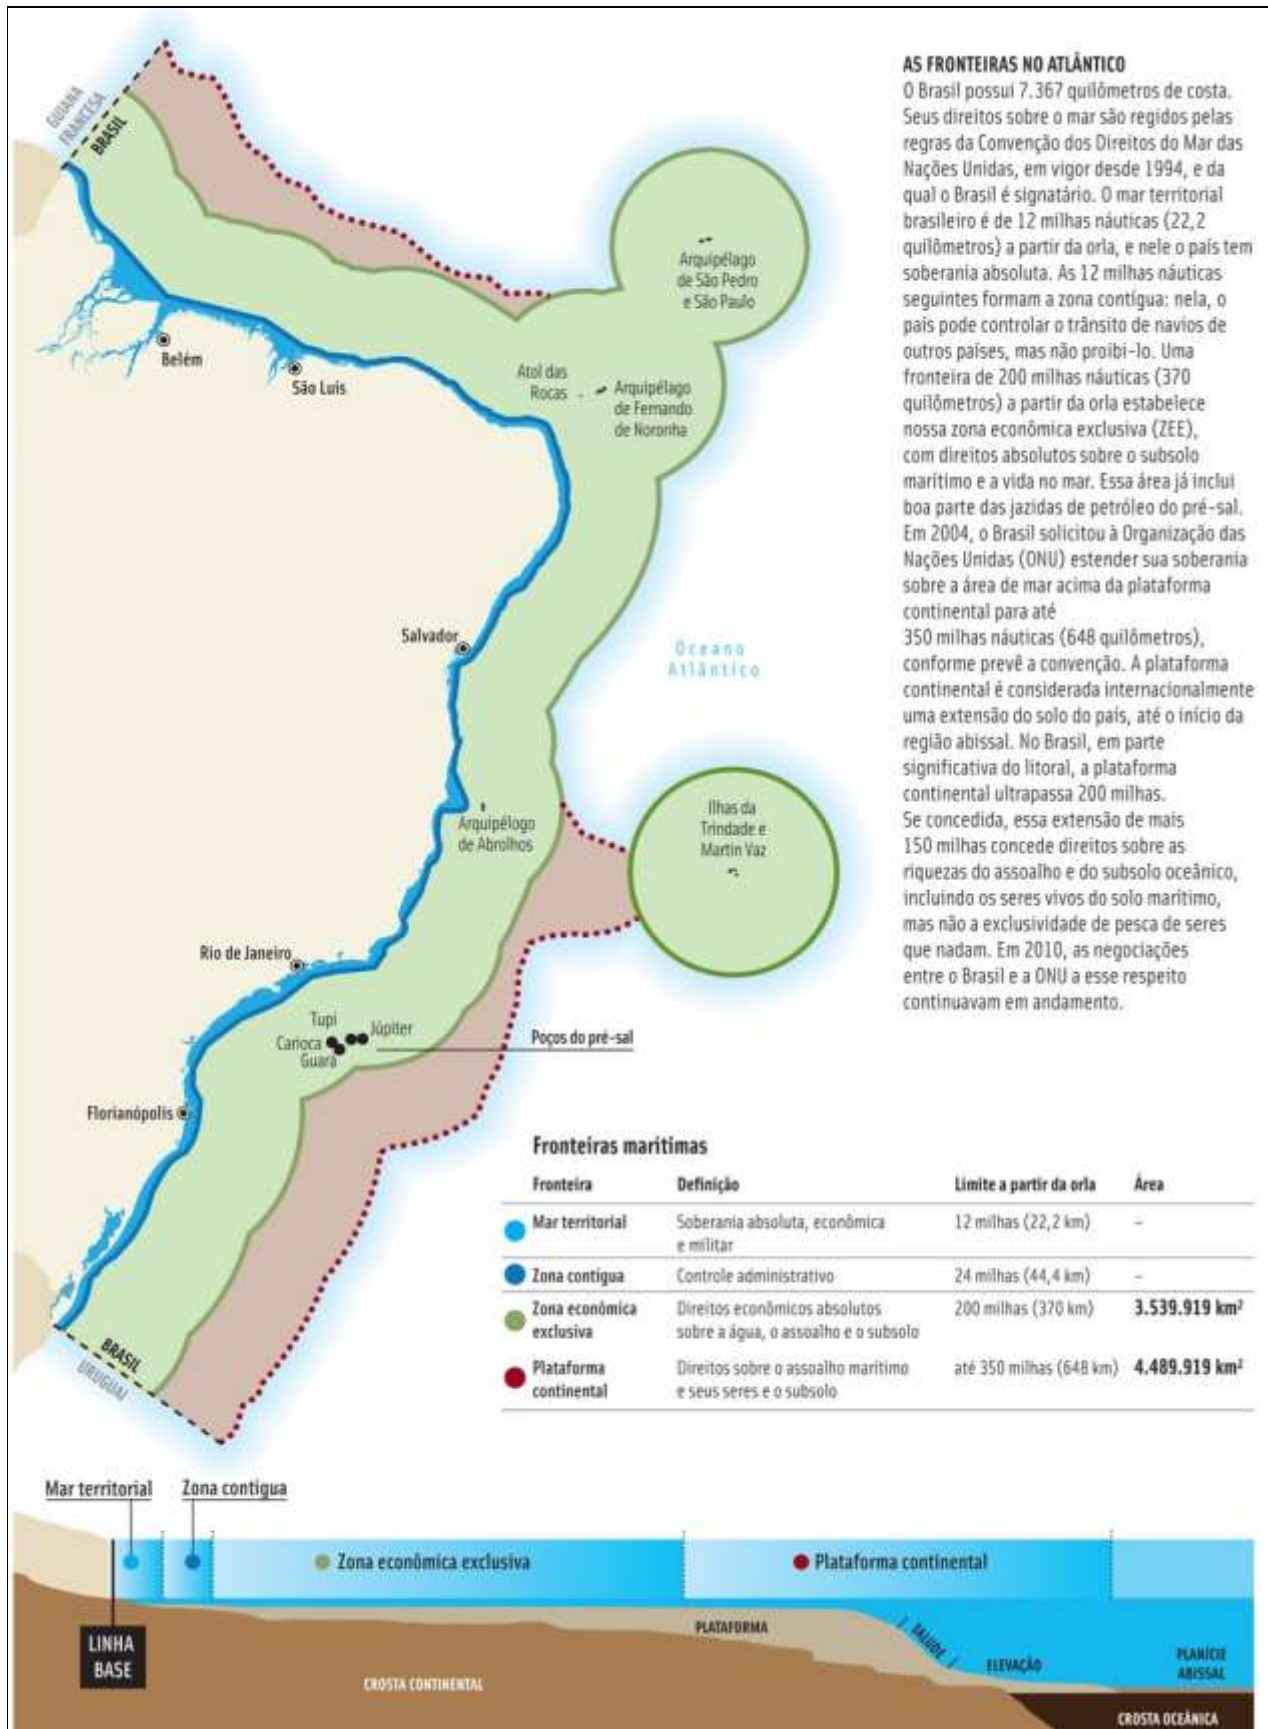 AS FRONTEIRAS NO ATLÂNTICO
O Brasil possui 7.367 quilômetros de costa.
Seus direitos sobre o mar são regidos pelas
regras da Convenção dos Direitos do Mar das
Nações Unidas, em vigor desde 1994, e da
qual o Brasil é signatário. O mar territorial
brasileiro é de 12 milhas náuticas (22,2
quilômetros) a partir da orla, e nele o país tem
soberania absoluta. As 12 milhas náuticas
seguintes formam a zona contígua: nela, o
país pode controlar o trânsito de navios de
outros países, mas não proibi-lo. Uma
fronteira de 200 milhas náuticas (370
quilômetros) a partir da orla estabelece
nossa zona econômica exclusiva (ZEE),
com direitos absolutos sobre o subsolo
marítimo e a vida no mar. Essa área já inclui
boa parte das jazidas de petróleo do pré-sal.
Em 2004, o Brasil solicitou à Organização das
Nações Unidas (ONU) estender sua soberania
sobre a área de mar acima da plataforma
continental para até
350 milhas náuticas (648 quilômetros),
conforme prevê a convenção. A plataforma
continental é considerada internacionalmente
uma extensão do solo do país, até o início da
região abissal. No Brasil, em parte
significativa do litoral, a plataforma
continental ultrapassa 200 milhas.
Se concedida, essa extensão de mais
150 milhas concede direitos sobre as
riquezas do assoalho e do subsolo oceânico,
incluindo os seres vivos do solo marítimo,
mas não a exclusividade de pesca de seres
que nadam. Em 2010, as negociações
entre o Brasil e a ONU a esse respeito
continuavam em andamento.
GUIANA
FRANCESA
BRASIL
Arquipélago
de São Pedro
e São Paulo
Belém
São Luis
Atol das
Rocas
Arquipélago
de Fernando
de Noronha
Salvador
Oceano
Atlântico
Arquipélogo
de Abrolhos
Ilhas da
Trindade e
Martin Vaz
Rio de Janeiro
Tupi
Júpiter
Carioca
Guará
Poços do pré-sal
Florianópolis
BRASIL
URUGUAI
Fronteiras marítimas
Fronteira Definição Limite a partir da orla Área
Mar territorial Soberania absoluta, econômica 12 milhas (22,2 km) –
e militar
Zona contígua Controle administrativo 24 milhas (44,4 km) –
Zona econômica Direitos econômicos absolutos 200 milhas (370 km) 3.539.919 km²
exclusiva sobre a água, o assoalho e o subsolo
Plataforma Direitos sobre o assoalho marítimo até 350 milhas (648 km) 4.489.919 km²
continental e seus seres e o subsolo
Mar territorial Zona contígua
Zona econômica exclusiva Plataforma continental
LINHA
BASE
PLATAFORMA
TALUDE
ELEVAÇÃO
PLANÍCIE
ABISSAL
CROSTA CONTINENTAL
CROSTA OCEÂNICA